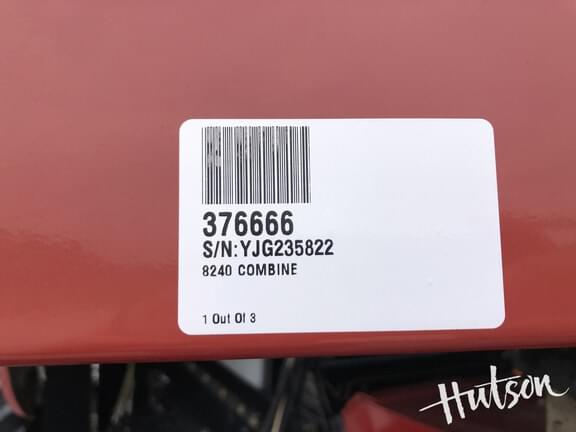 376666
S/N:YJG235822
8240 COMBINE
1 Out Of 3
Hutson